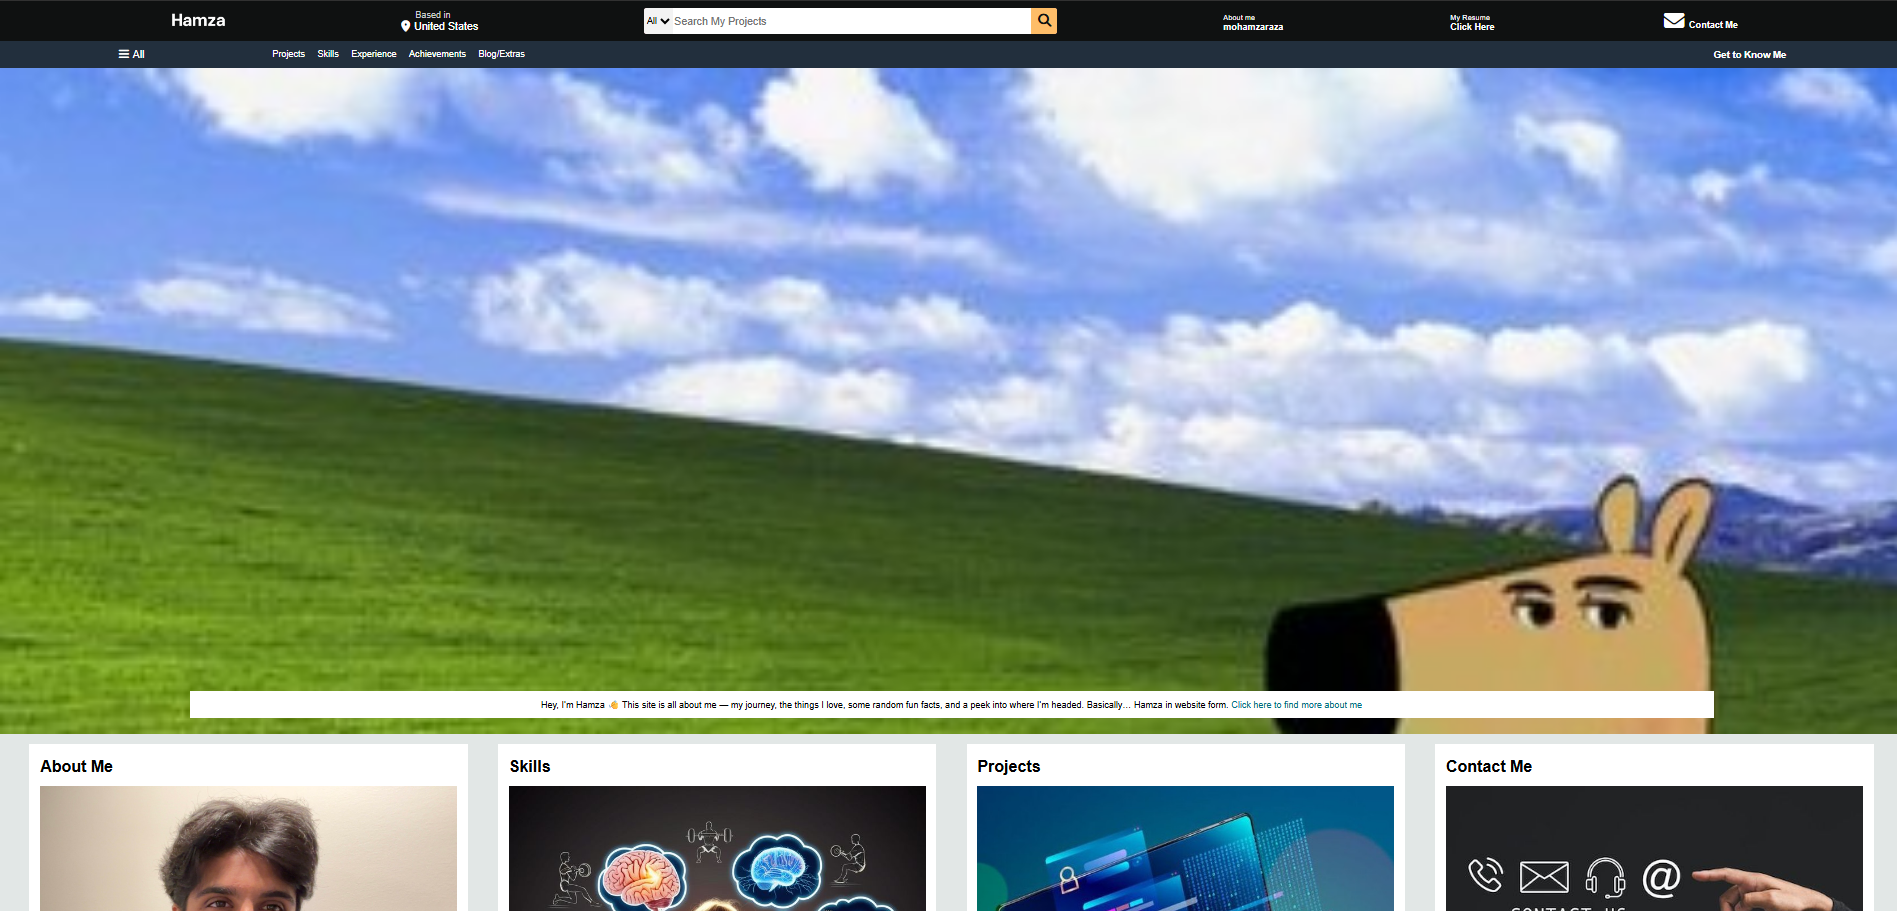 Hamza
Based in
United States
All
Search My Projects
About me
mohamzaraza
My Resume
Click Here
Contact Me
All
Projects
Skills
Experience
Achievements
Blog/Extras
Get to Know Me
Hey, I'm Hamza 👋 This site is all about me — my journey, the things I love, some random fun facts, and a peek into where I'm headed. Basically… Hamza in website form. Click here to find more about me
About Me
Skills
Projects
Contact Me
@
CONTACT US